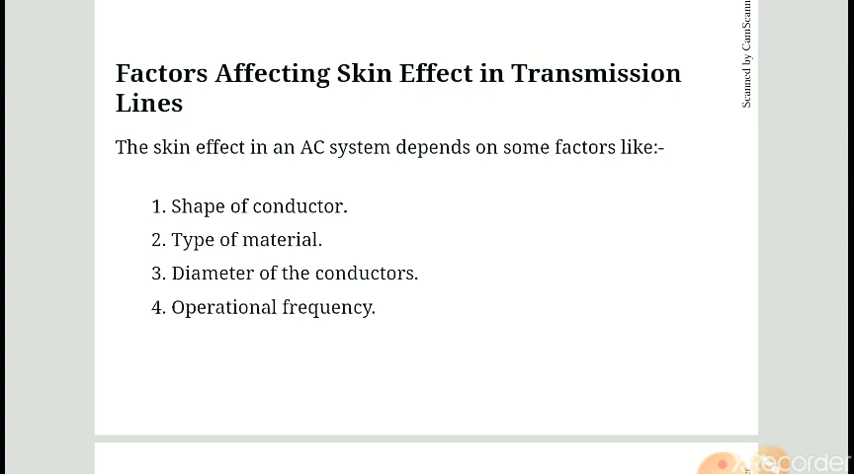 Factors Affecting Skin Effect in Transmission
Lines
The skin effect in an AC system depends on some factors like:-
1. Shape of conductor.
2. Type of material.
3. Diameter of the conductors.
4. Operational frequency.
Scanned by CamScann
Recorder